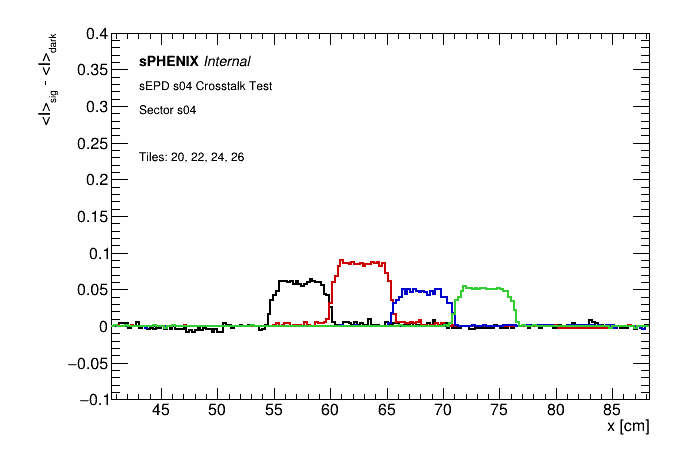 0.4
0.35
0.3
0.25
0.2
0.15
0.1
0.05
0
−0.05
−0.1
<I>sig - <I>dark
sPHENIX Internal
sEPD s04 Crosstalk Test
Sector s04
Tiles: 20, 22, 24, 26
45 50 55 60 65 70 75 80 85
x [cm]